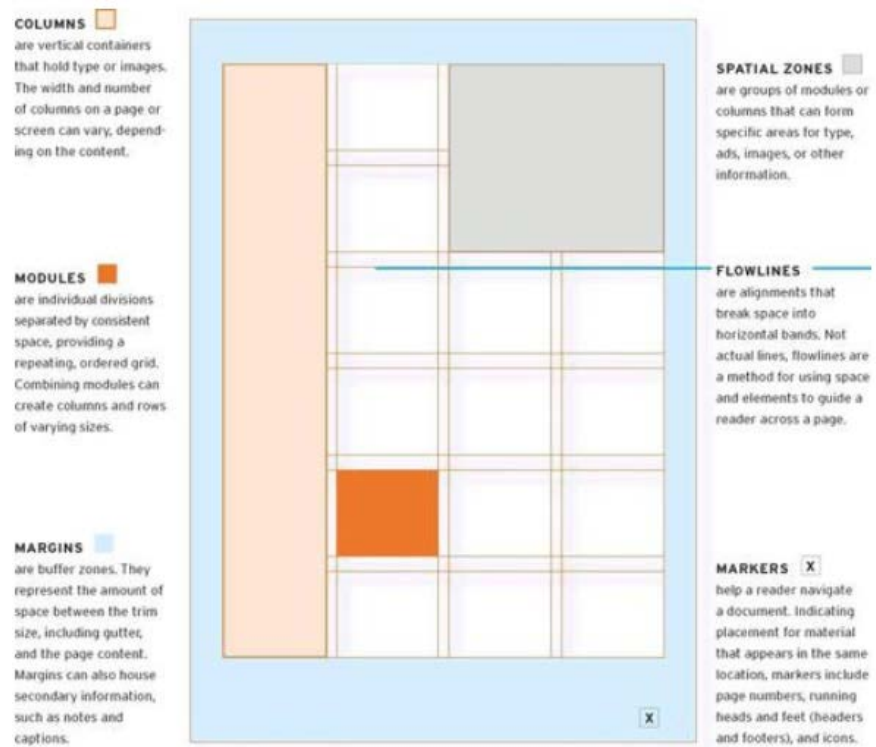 COLUMNS
are vertical containers
that hold type or images.
The width and number
of columns on a page or
screen can vary, depend-
ing on the content.
MODULES
are individual divisions
separated by consistent
space, providing a
repeating, ordered grid.
Combining modules can
create columns and rows
of varying sizes.
MARGINS
are buffer zones. They
represent the amount of
space between the trim
size, including gutter,
and the page content.
Margins can also house
secondary information,
such as notes and
captions.
SPATIAL ZONES
are groups of modules or
columns that can form
specific areas for type,
ads, images, or other
information.
FLOWLINES
are alignments that
break space into
horizontal bands. Not
actual lines, flowlines are
a method for using space
and elements to guide a
reader across a page.
MARKERS X
help a reader navigate
a document. Indicating
placement for material
that appears in the same
location, markers include
page numbers, running
heads and feet (headers
and footers), and icons.
X